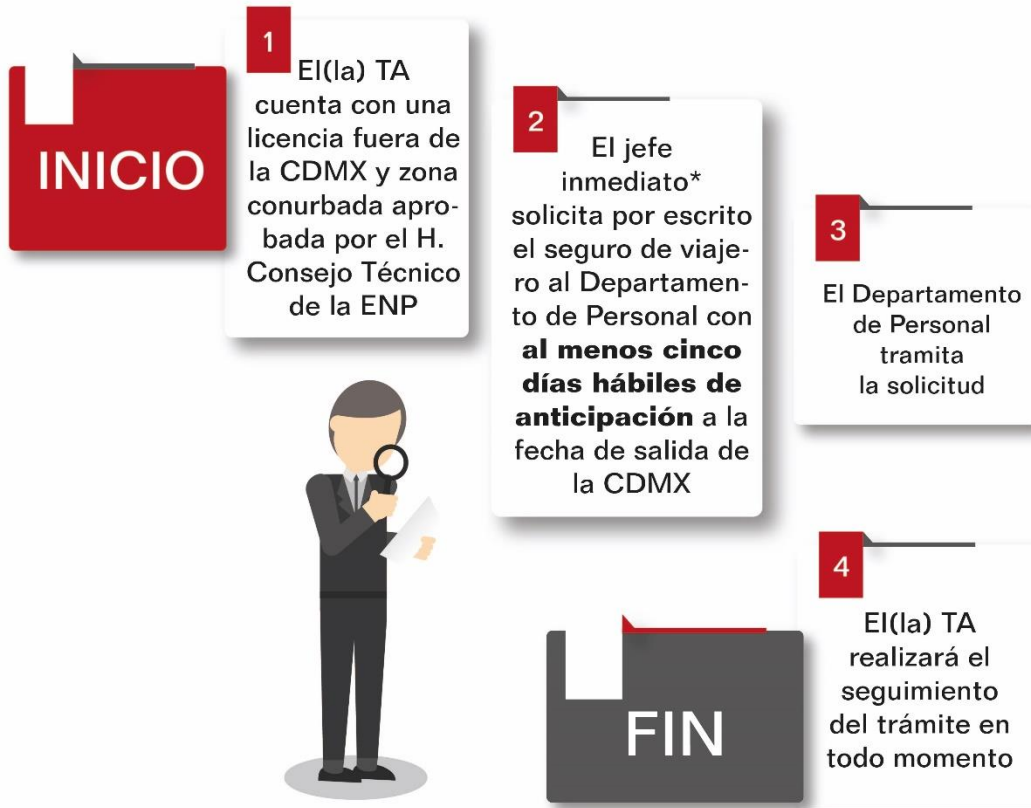 INICIO
1
El(la) TA
cuenta con una
licencia fuera de
la CDMX y zona
conurbada apro-
bada por el H.
Consejo Técnico
de la ENP
2
El jefe
inmediato*
solicita por escrito
el seguro de viaje-
ro al Departamen-
to de Personal con
al menos cinco
días hábiles de
anticipación a la
fecha de salida de
la CDMX
3
El Departamento
de Personal
tramita
la solicitud
4
El(la) TA
realizará el
seguimiento
del trámite en
todo momento
FIN